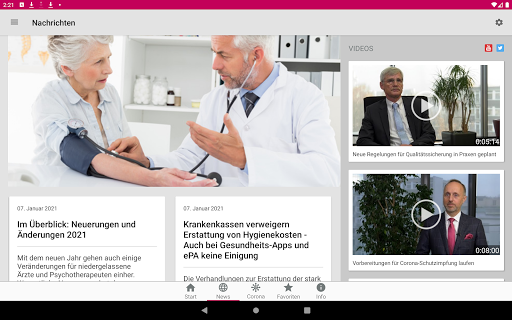 2:21
Nachrichten
VIDEOS
0:05:14
Neue Regelungen für Qualitätssicherung in Praxen geplant
0:08:00
Vorbereitungen für Corona-Schutzimpfung laufen
07. Januar 2021
Im Überblick: Neuerungen und
Änderungen 2021
Mit dem neuen Jahr gehen auch einige
Veränderungen für niedergelassene
Ärzte und Psychotherapeuten einher.
07. Januar 2021
Krankenkassen verweigern
Erstattung von Hygienekosten -
Auch bei Gesundheits-Apps und
ePA keine Einigung
Die Verhandlungen zur Erstattung der stark
Start
News
Corona
Favoriten
Info